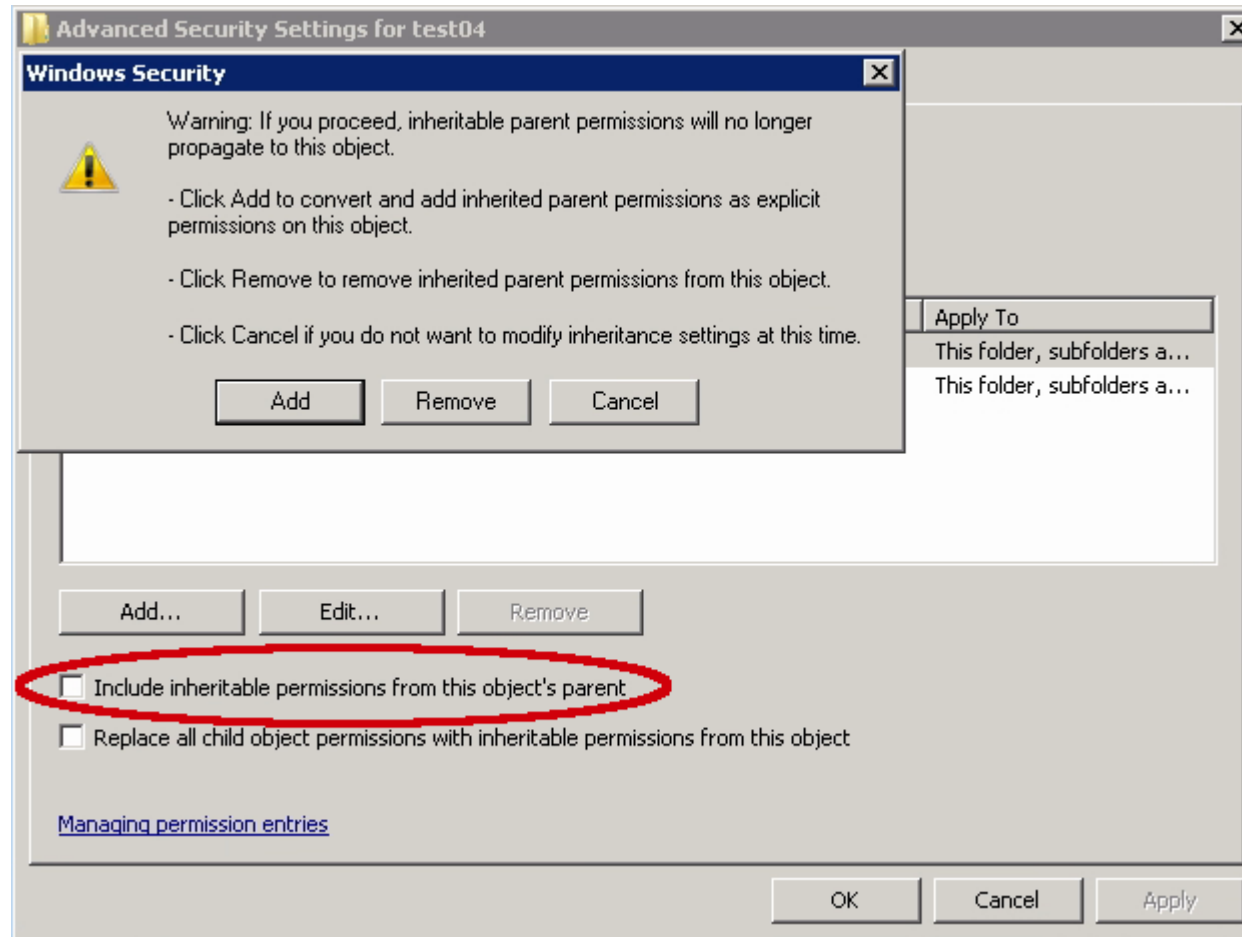 Advanced Security Settings for test04
Windows Security
Warning: If you proceed, inheritable parent permissions will no longer
propagate to this object.
- Click Add to convert and add inherited parent permissions as explicit
permissions on this object.
- Click Remove to remove inherited parent permissions from this object.
- Click Cancel if you do not want to modify inheritance settings at this time.
Add Remove Cancel
Apply To
This folder, subfolders a...
This folder, subfolders a...
Add... Edit... Remove
Include inheritable permissions from this object's parent
Replace all child object permissions with inheritable permissions from this object
Managing permission entries
OK Cancel Apply